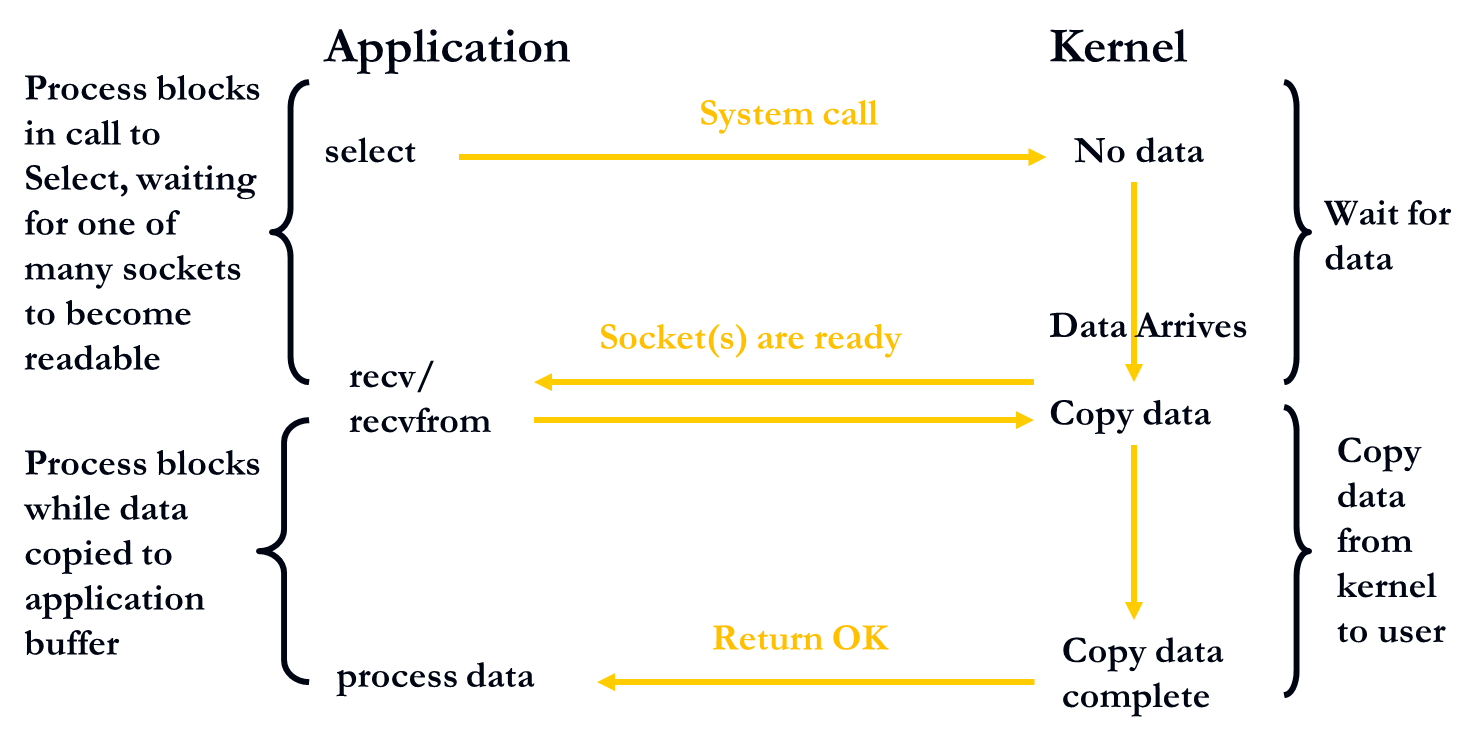 Application
Kernel
Process blocks
in call to
Select, waiting
for one of
many sockets
to become
readable
select
System call
No data
Wait for
data
Data Arrives
Socket(s) are ready
recv/
recvfrom
Copy data
Process blocks
while data
copied to
application
buffer
Copy
data
from
kernel
to user
Return OK
process data
Copy data
complete